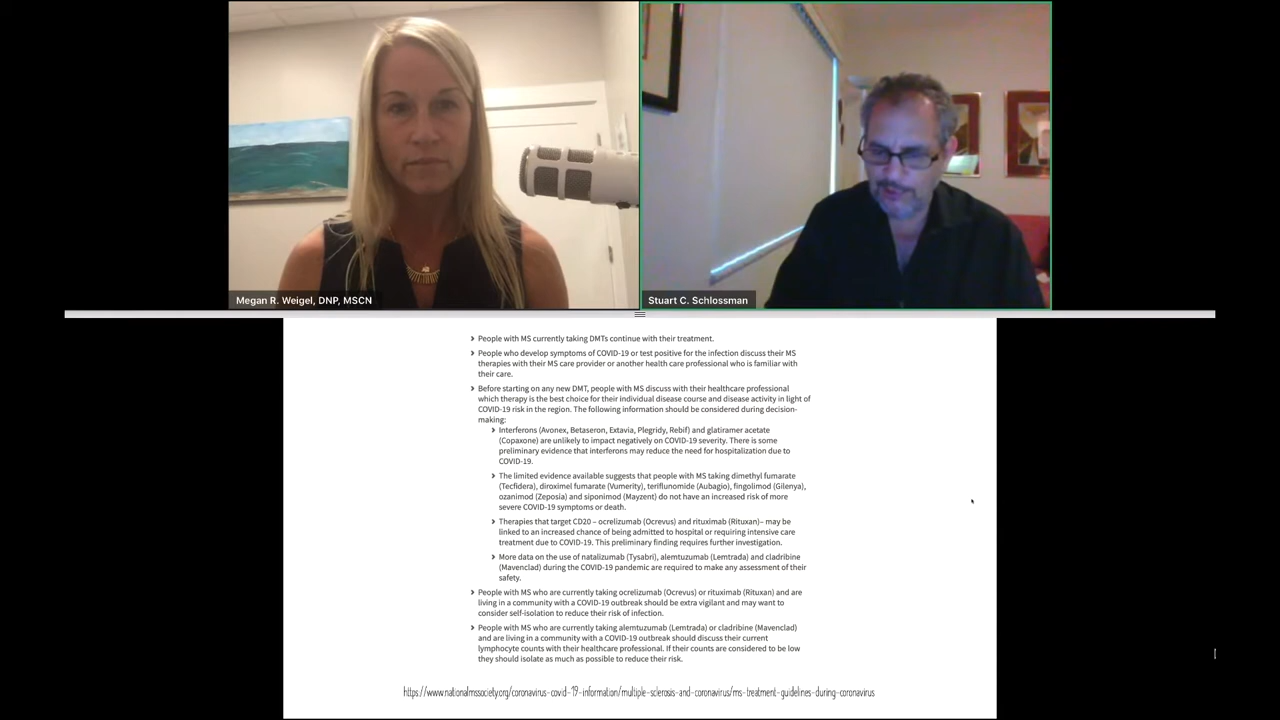 Megan R. Weigel, DNP, MSCN
Stuart C. Schlossman
People with MS currently taking DMTs continue with their treatment.
People who develop symptoms of COVID-19 or test positive for the infection discuss their MS
therapies with their MS care provider or another health care professional who is familiar with
their care.
Before starting on any new DMT, people with MS discuss with their healthcare professional
which therapy is the best choice for their individual disease course and disease activity in light of
COVID-19 risk in the region. The following information should be considered during decision-
making:
Interferons (Avonex, Betaseron, Extavia, Plegridy, Rebif) and glatiramer acetate
(Copaxone) are unlikely to impact negatively on COVID-19 severity. There is some
preliminary evidence that interferons may reduce the need for hospitalization due to
COVID-19.
The limited evidence available suggests that people with MS taking dimethyl fumarate
(Tecfidera), diroximel fumarate (Vumerity), teriflunomide (Aubagio), fingolimod (Gilenya),
ozanimod (Zeposia) and siponimod (Mayzent) do not have an increased risk of more
severe COVID-19 symptoms or death.
Therapies that target CD20 – ocrelizumab (Ocrevus) and rituximab (Rituxan)– may be
linked to an increased chance of being admitted to hospital or requiring intensive care
treatment due to COVID-19. This preliminary finding requires further investigation.
More data on the use of natalizumab (Tysabri), alemtuzumab (Lemtrada) and cladribine
(Mavenclad) during the COVID-19 pandemic are required to make any assessment of their
safety.
People with MS who are currently taking ocrelizumab (Ocrevus) or rituximab (Rituxan) and are
living in a community with a COVID-19 outbreak should be extra vigilant and may want to
consider self-isolation to reduce their risk of infection.
People with MS who are currently taking alemtuzumab (Lemtrada) or cladribine (Mavenclad)
and are living in a community with a COVID-19 outbreak should discuss their current
lymphocyte counts with their healthcare professional. If their counts are considered to be low
they should isolate as much as possible to reduce their risk.
https://www.nationalmssociety.org/coronavirus-covid-19-information/multiple-sclerosis-and-coronavirus/ms-treatment-guidelines-during-coronavirus